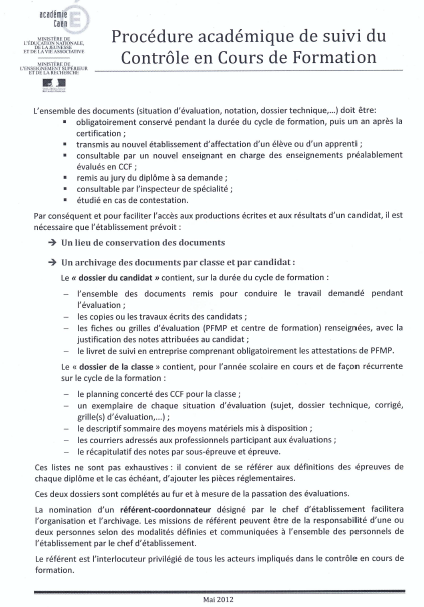 académie
Caen
MINISTÈRE DE
L'ÉDUCATION NATIONALE,
DE LA JEUNESSE
ET DE LA VIE ASSOCIATIVE
MINISTÈRE DE
L'ENSEIGNEMENT SUPÉRIEUR
ET DE LA RECHERCHE
Procédure académique de suivi du
Contrôle en Cours de Formation
L'ensemble des documents (situation d'évaluation, notation, dossier technique,...) doit être:
▪ obligatoirement conservé pendant la durée du cycle de formation, puis un an après la
certification ;
▪ transmis au nouvel établissement d'affectation d'un élève ou d'un apprenti ;
▪ consultable par un nouvel enseignant en charge des enseignements préalablement
évalués en CCF ;
▪ remis au jury du diplôme à sa demande ;
▪ consultable par l'inspecteur de spécialité ;
▪ étudié en cas de contestation.
Par conséquent et pour faciliter l'accès aux productions écrites et aux résultats d'un candidat, il est
nécessaire que l'établissement prévoit :
→ Un lieu de conservation des documents
→ Un archivage des documents par classe et par candidat :
Le « dossier du candidat » contient, sur la durée du cycle de formation :
– l'ensemble des documents remis pour conduire le travail demandé pendant
l'évaluation ;
– les copies ou les travaux écrits des candidats ;
– les fiches ou grilles d'évaluation (PFMP et centre de formation) renseignées, avec la
justification des notes attribuées au candidat ;
– le livret de suivi en entreprise comprenant obligatoirement les attestations de PFMP.
Le « dossier de la classe » contient, pour l'année scolaire en cours et de façon récurrente
sur le cycle de la formation :
– le planning concerté des CCF pour la classe ;
– un exemplaire de chaque situation d'évaluation (sujet, dossier technique, corrigé,
grille(s) d'évaluation,...) ;
– le descriptif sommaire des moyens matériels mis à disposition ;
– les courriers adressés aux professionnels participant aux évaluations ;
– le récapitulatif des notes par sous-épreuve et épreuve.
Ces listes ne sont pas exhaustives : il convient de se référer aux définitions des épreuves de
chaque diplôme et le cas échéant, d'ajouter les pièces réglementaires.
Ces deux dossiers sont complétés au fur et à mesure de la passation des évaluations.
La nomination d'un référent-coordonnateur désigné par le chef d'établissement facilitera
l'organisation et l'archivage. Les missions de référent peuvent être de la responsabilité d'une ou
deux personnes selon des modalités définies et communiquées à l'ensemble des personnels de
l'établissement par le chef d'établissement.
Le référent est l'interlocuteur privilégié de tous les acteurs impliqués dans le contrôle en cours de
formation.
Mai 2012